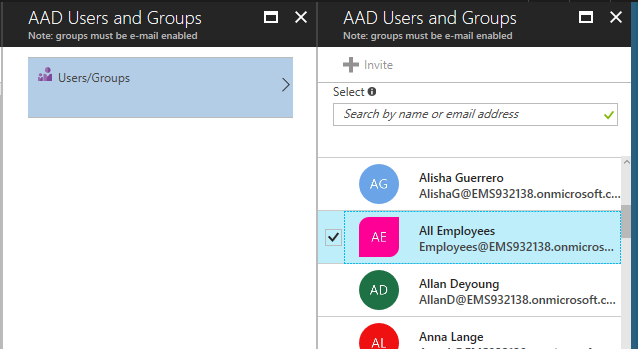 AAD Users and Groups
Note: groups must be e-mail enabled
Users/Groups
AAD Users and Groups
Note: groups must be e-mail enabled
Invite
Select
Search by name or email address
AG
Alisha Guerrero
AlishaG@EMS932138.onmicrosoft.c...
AE
All Employees
Employees@EMS932138.onmicros...
AD
Allan Deyoung
AllanD@EMS932138.onmicrosoft.c...
AL
Anna Lange